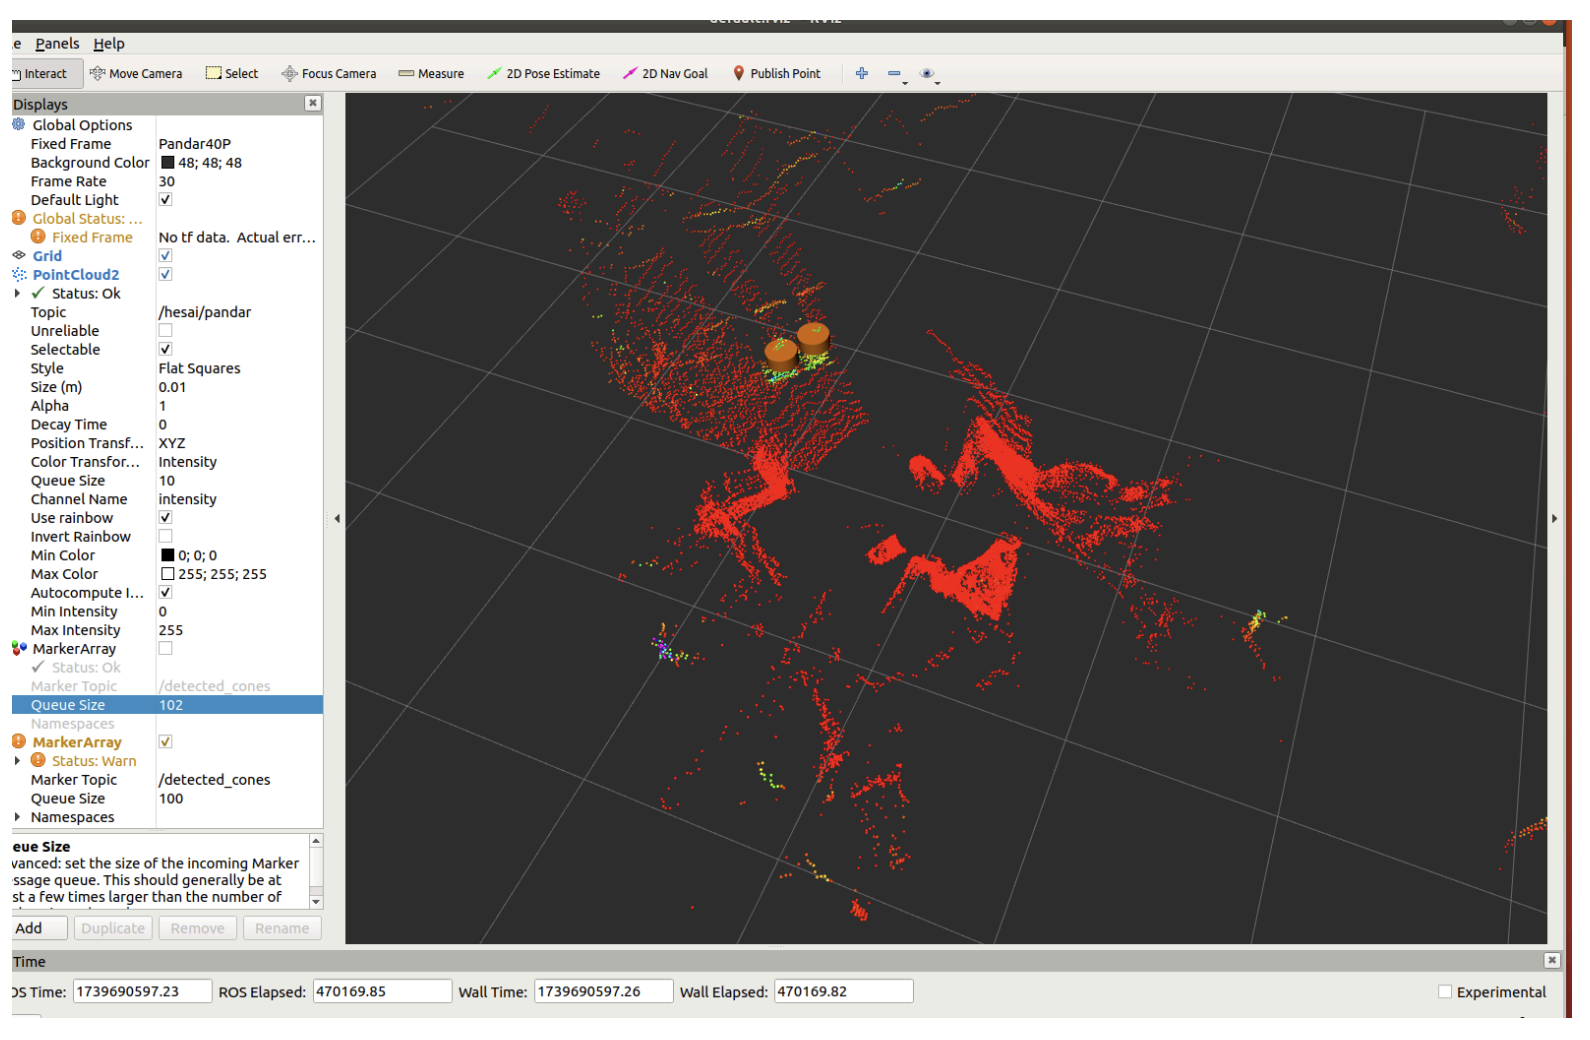 Panels Help
Interact Move Camera Select Focus Camera Measure 2D Pose Estimate 2D Nav Goal Publish Point
Displays
Global Options
Fixed Frame Pandar40P
Background Color 48; 48; 48
Frame Rate 30
Default Light
Global Status: ...
Fixed Frame No tf data. Actual err...
Grid
PointCloud2
Status: Ok
Topic /hesai/pandar
Unreliable
Selectable
Style Flat Squares
Size (m) 0.01
Alpha 1
Decay Time 0
Position Transf... XYZ
Color Transfor... Intensity
Queue Size 10
Channel Name intensity
Use rainbow
Invert Rainbow
Min Color 0; 0; 0
Max Color 255; 255; 255
Autocompute I...
Min Intensity 0
Max Intensity 255
MarkerArray
Status: Ok
Marker Topic /detected_cones
Queue Size 102
Namespaces
MarkerArray
Status: Warn
Marker Topic /detected_cones
Queue Size 100
Namespaces
eue Size
vanced: set the size of the incoming Marker
ssage queue. This should generally be at
st a few times larger than the number of
Add Duplicate Remove Rename
Time
OS Time: 1739690597.23 ROS Elapsed: 470169.85 Wall Time: 1739690597.26 Wall Elapsed: 470169.82 Experimental